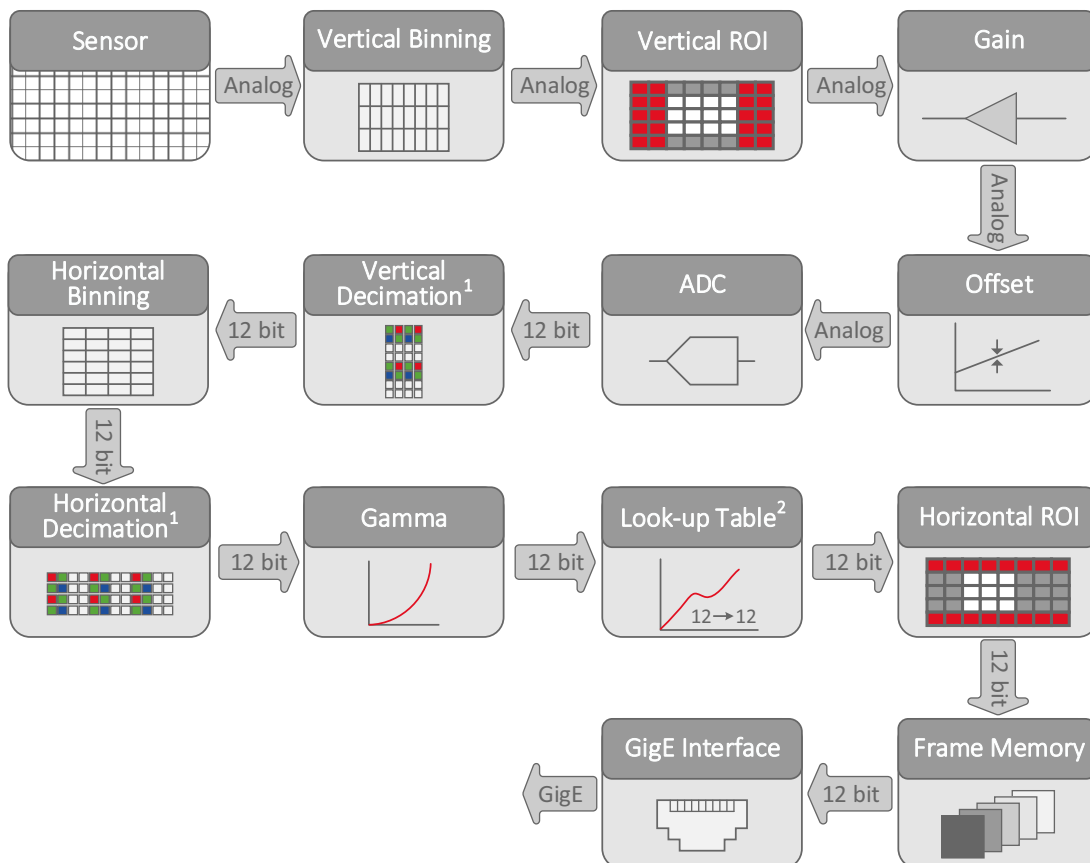 Sensor
Analog
Vertical Binning
Analog
Vertical ROI
Analog
Gain
Analog
Offset
Analog
ADC
12 bit
Vertical
Decimation¹
12 bit
Horizontal
Binning
12 bit
Horizontal
Decimation¹
12 bit
Gamma
12 bit
Look-up Table²
12→12
12 bit
Horizontal ROI
12 bit
Frame Memory
12 bit
GigE Interface
GigE